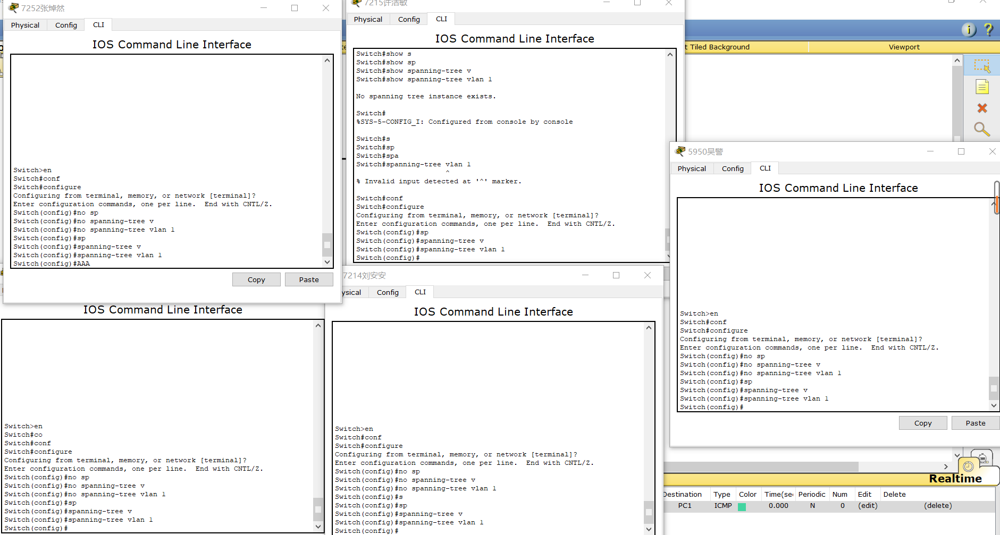 7252张焯然
Physical
Config
CLI
IOS Command Line Interface
Switch>en
Switch#conf
Switch#configure
Configuring from terminal, memory, or network [terminal]?
Enter configuration commands, one per line.  End with CNTL/Z.
Switch(config)#no sp
Switch(config)#no spanning-tree v
Switch(config)#no spanning-tree vlan 1
Switch(config)#sp
Switch(config)#spanning-tree v
Switch(config)#spanning-tree vlan 1
Switch(config)#AAA
Copy
Paste
7215许洁敏
Physical
Config
CLI
IOS Command Line Interface
Switch#show s
Switch#show sp
Switch#show spanning-tree v
Switch#show spanning-tree vlan 1
No spanning tree instance exists.
Switch#
%SYS-5-CONFIG_I: Configured from console by console
Switch#s
Switch#sp
Switch#spa
Switch#spanning-tree vlan 1
^
% Invalid input detected at '^' marker.
Switch#conf
Switch#configure
Configuring from terminal, memory, or network [terminal]?
Enter configuration commands, one per line.  End with CNTL/Z.
Switch(config)#sp
Switch(config)#spanning-tree v
Switch(config)#spanning-tree vlan 1
Switch(config)#
t Tiled Background
Viewport
5950吴警
Physical
Config
CLI
IOS Command Line Interface
Switch>en
Switch#conf
Switch#configure
Configuring from terminal, memory, or network [terminal]?
Enter configuration commands, one per line.  End with CNTL/Z.
Switch(config)#no sp
Switch(config)#no spanning-tree v
Switch(config)#no spanning-tree vlan 1
Switch(config)#sp
Switch(config)#spanning-tree v
Switch(config)#spanning-tree vlan 1
Switch(config)#
Copy
Paste
IOS Command Line Interface
Switch>en
Switch#co
Switch#conf
Switch#configure
Configuring from terminal, memory, or network [terminal]?
Enter configuration commands, one per line.  End with CNTL/Z.
Switch(config)#no sp
Switch(config)#no spanning-tree v
Switch(config)#no spanning-tree vlan 1
Switch(config)#sp
Switch(config)#spanning-tree v
Switch(config)#spanning-tree vlan 1
Switch(config)#
7214刘安安
ysical
Config
CLI
IOS Command Line Interface
Switch>en
Switch#conf
Switch#configure
Configuring from terminal, memory, or network [terminal]?
Enter configuration commands, one per line.  End with CNTL/Z.
Switch(config)#no sp
Switch(config)#no spanning-tree v
Switch(config)#no spanning-tree vlan 1
Switch(config)#s
Switch(config)#sp
Switch(config)#spanning-tree v
Switch(config)#spanning-tree vlan 1
Switch(config)#
Realtime
Destination Type Color Time(sec Periodic Num Edit Delete
PC1 ICMP 0.000 N 0 (edit) (delete)